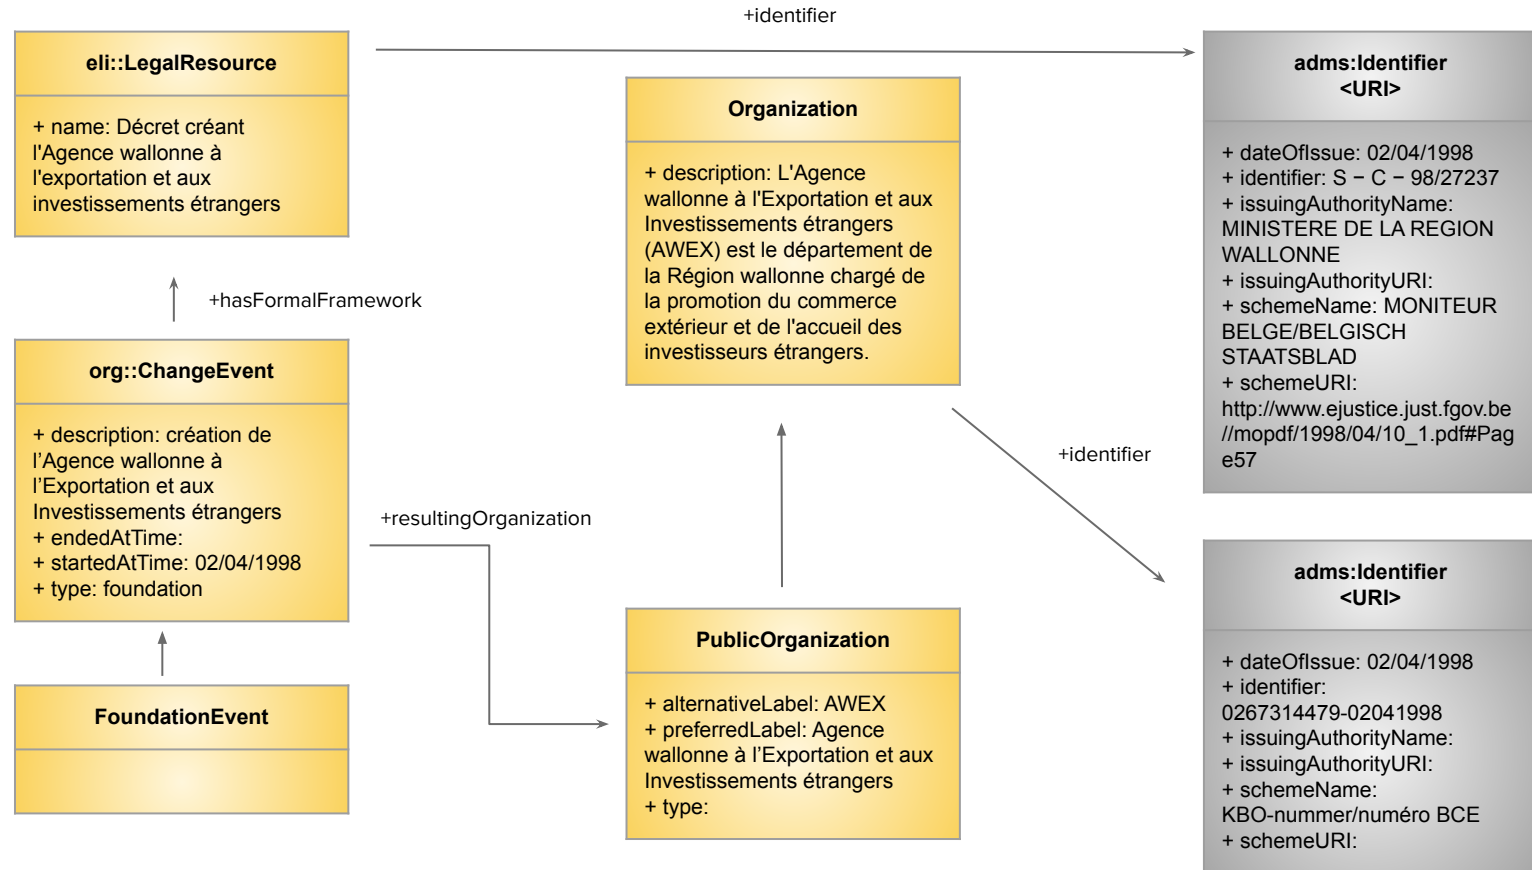 +identifier
eli::LegalResource
+ name: Décret créant
l'Agence wallonne à
l'exportation et aux
investissements étrangers
+hasFormalFramework
org::ChangeEvent
+ description: création de
l’Agence wallonne à
l’Exportation et aux
Investissements étrangers
+ endedAtTime:
+ startedAtTime: 02/04/1998
+ type: foundation
FoundationEvent
+resultingOrganization
Organization
+ description: L'Agence
wallonne à l'Exportation et aux
Investissements étrangers
(AWEX) est le département de
la Région wallonne chargé de
la promotion du commerce
extérieur et de l'accueil des
investisseurs étrangers.
PublicOrganization
+ alternativeLabel: AWEX
+ preferredLabel: Agence
wallonne à l’Exportation et aux
Investissements étrangers
+ type:
+identifier
adms:Identifier
<URI>
+ dateOfIssue: 02/04/1998
+ identifier: S − C − 98/27237
+ issuingAuthorityName:
MINISTERE DE LA REGION
WALLONNE
+ issuingAuthorityURI:
+ schemeName: MONITEUR
BELGE/BELGISCH
STAATSBLAD
+ schemeURI:
http://www.ejustice.just.fgov.be
//mopdf/1998/04/10_1.pdf#Pag
e57
adms:Identifier
<URI>
+ dateOfIssue: 02/04/1998
+ identifier:
0267314479-02041998
+ issuingAuthorityName:
+ issuingAuthorityURI:
+ schemeName:
KBO-nummer/numéro BCE
+ schemeURI: